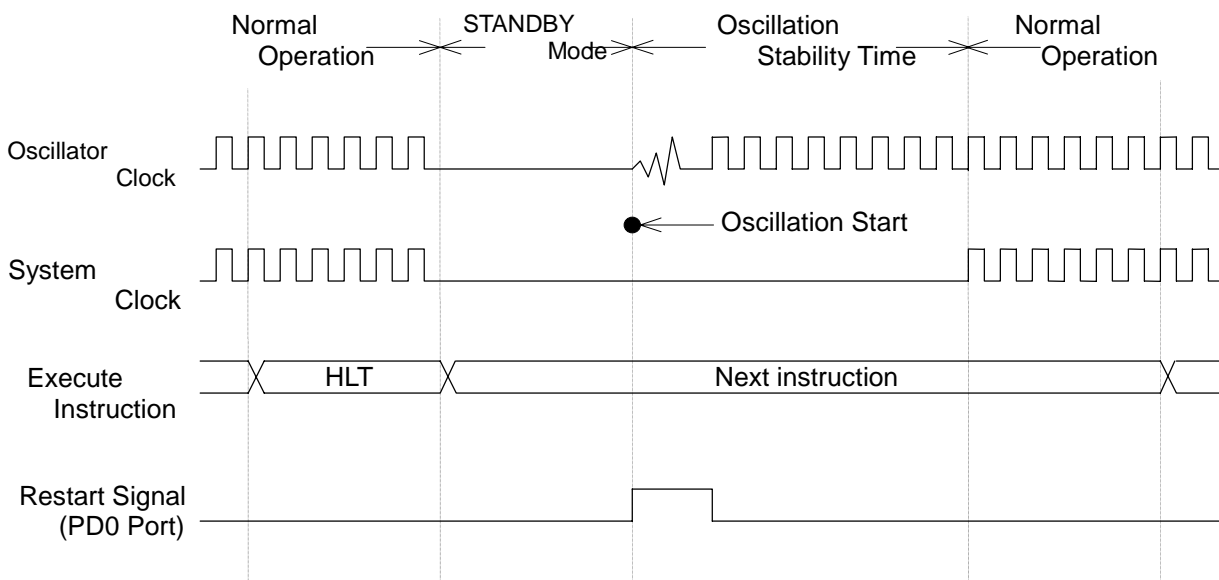 Normal
Operation
STANDBY
Mode
Oscillation
Stability Time
Normal
Operation
Oscillator
Clock
Oscillation Start
System
Clock
Execute
Instruction
HLT
Next instruction
Restart Signal
(PD0 Port)